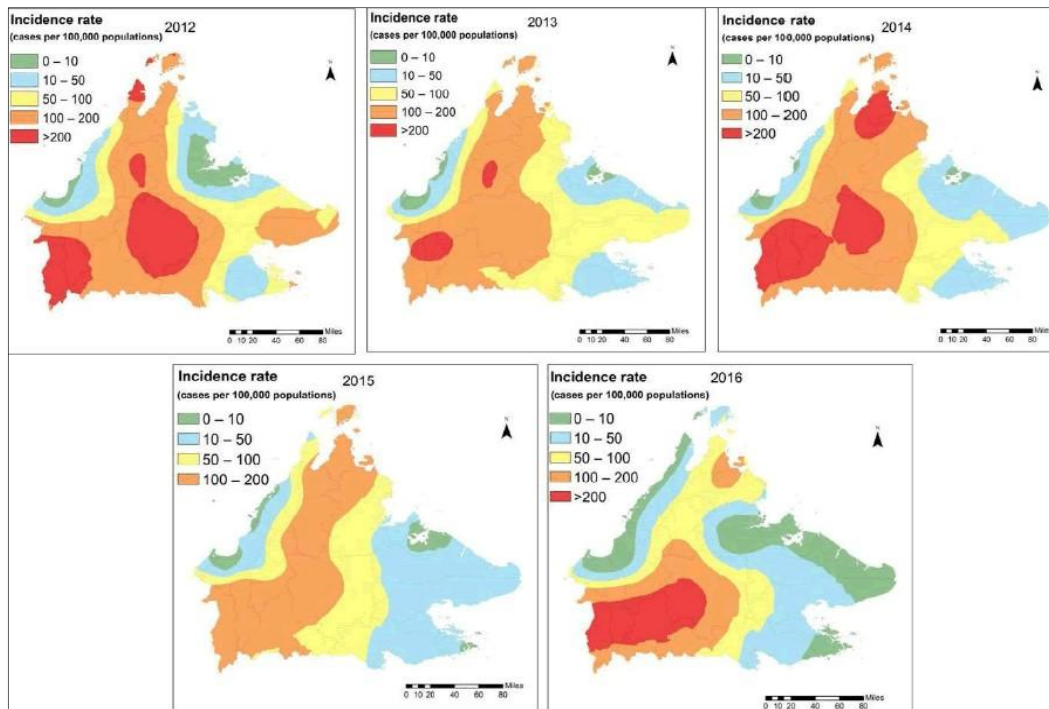 Incidence rate 2012
(cases per 100,000 populations)
0 – 10
10 – 50
50 – 100
100 – 200
>200
N
Miles
0 10 20 40 60 80
Incidence rate 2013
(cases per 100,000 populations)
0 – 10
10 – 50
50 – 100
100 – 200
>200
N
Miles
0 10 20 40 60 80
Incidence rate 2014
(cases per 100,000 populations)
0 – 10
10 – 50
50 – 100
100 – 200
>200
N
Miles
0 10 20 40 60 80
Incidence rate 2015
(cases per 100,000 populations)
0 – 10
10 – 50
50 – 100
100 – 200
N
Miles
0 10 20 40 60 80
Incidence rate 2016
(cases per 100,000 populations)
0 – 10
10 – 50
50 – 100
100 – 200
>200
N
Miles
0 10 20 40 60 80